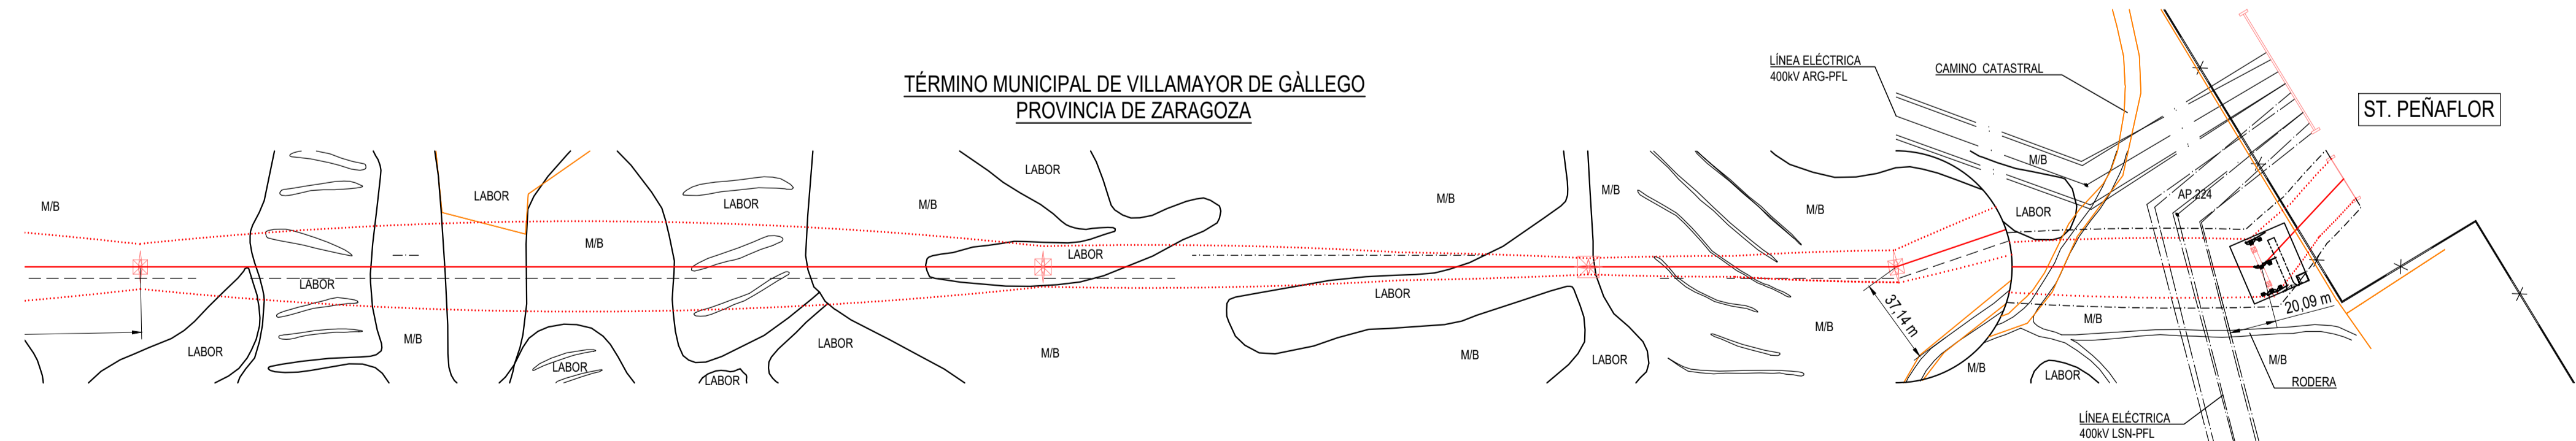 TÉRMINO MUNICIPAL DE VILLAMAYOR DE GÀLLEGO
PROVINCIA DE ZARAGOZA
LÍNEA ELÉCTRICA
400kV ARG-PFL
CAMINO CATASTRAL
ST. PEÑAFLOR
M/B
LABOR
M/B
LABOR
LABOR
M/B
LABOR
M/B
M/B
M/B
LABOR
M/B
AP.224
M/B
LABOR
LABOR
LABOR
LABOR
37,14 m
20,09 m
M/B
LABOR
M/B
LABOR
M/B
M/B
LABOR
M/B
LABOR
M/B
M/B
LABOR
LABOR
LABOR
RODERA
LÍNEA ELÉCTRICA
400kV LSN-PFL